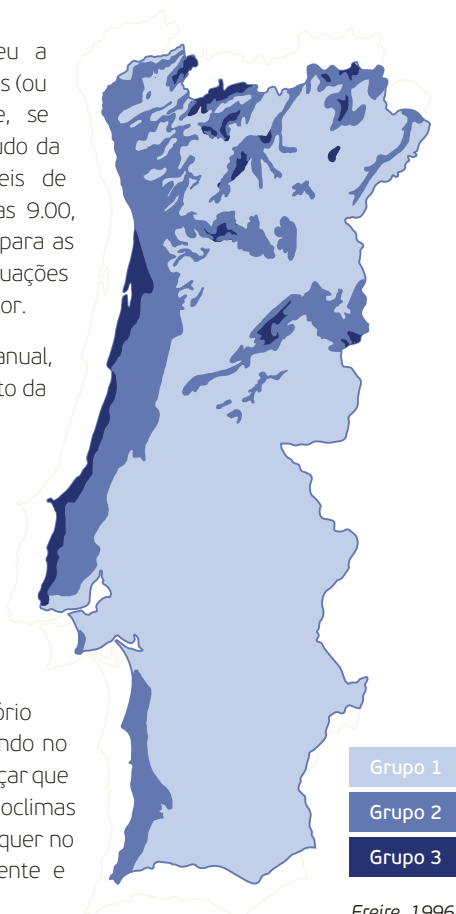 eu a
s (ou
e, se
udo da
eis de
as 9.00,
para as
uações
or.
anual,
to da
ório
ndo no
çar que
oclimas
quer no
ente e
Grupo 1
Grupo 2
Grupo 3
Freire, 1996